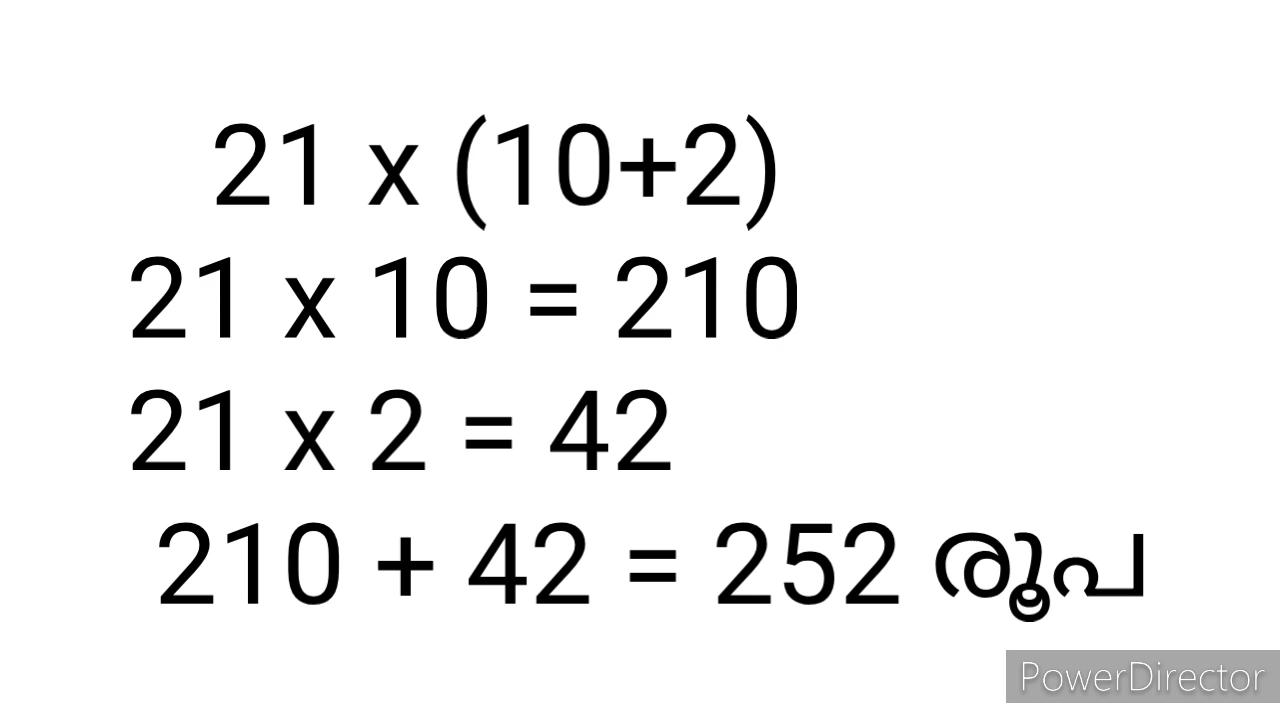 21 x (10+2)
21 x 10 = 210
21 x 2 = 42
210 + 42 = 252 രൂപ
PowerDirector